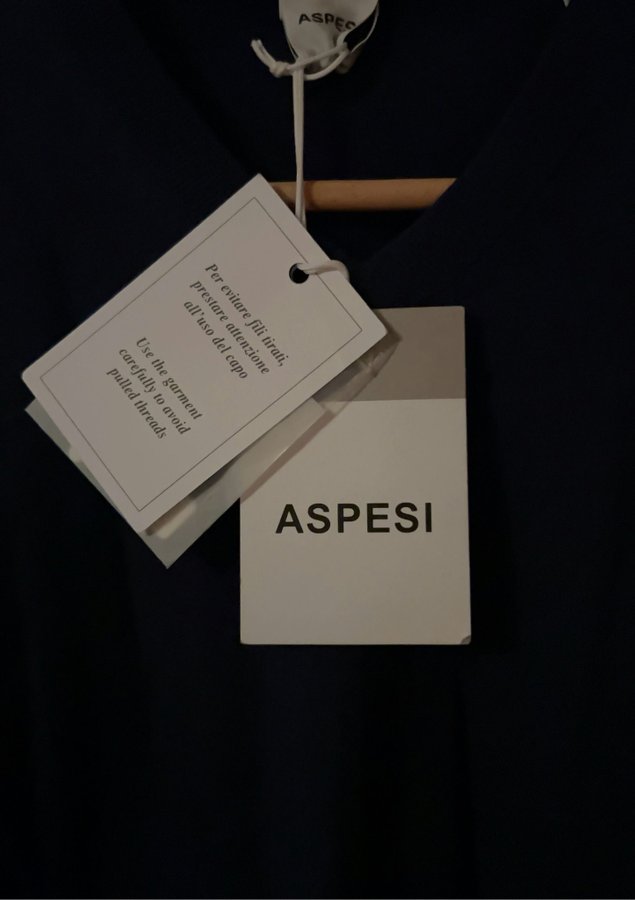 ASPESI
Per evitare fili tirati,
prestare attenzione
all'uso del capo
Use the garment
carefully to avoid
pulled threads
ASPESI